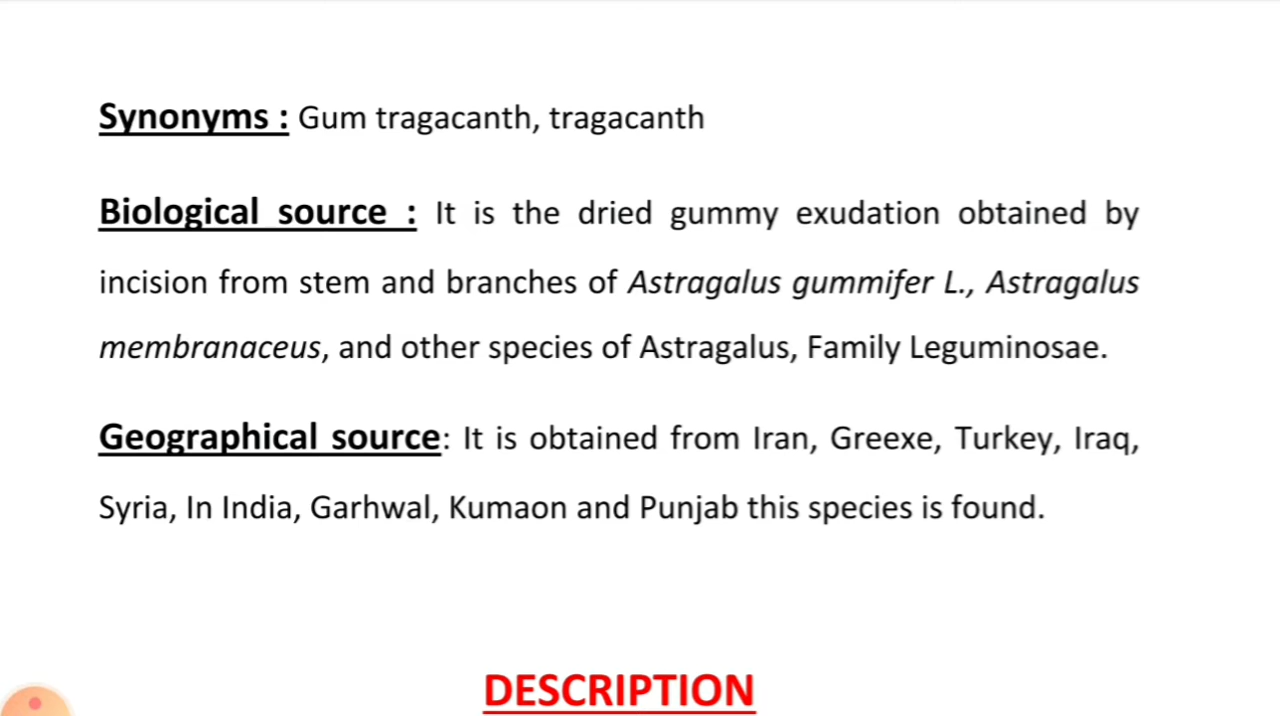 Synonyms : Gum tragacanth, tragacanth
Biological source : It is the dried gummy exudation obtained by
incision from stem and branches of Astragalus gummifer L., Astragalus
membranaceus, and other species of Astragalus, Family Leguminosae.
Geographical source: It is obtained from Iran, Greexe, Turkey, Iraq,
Syria, In India, Garhwal, Kumaon and Punjab this species is found.
DESCRIPTION